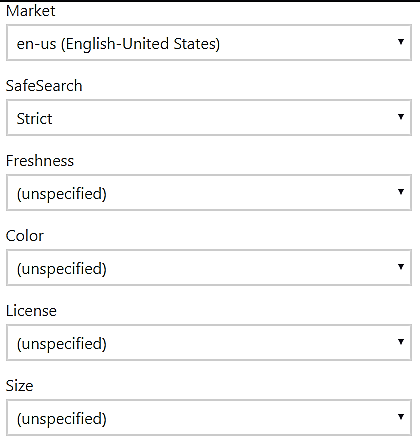 Market
en-us (English-United States)
SafeSearch
Strict
Freshness
(unspecified)
Color
(unspecified)
License
(unspecified)
Size
(unspecified)